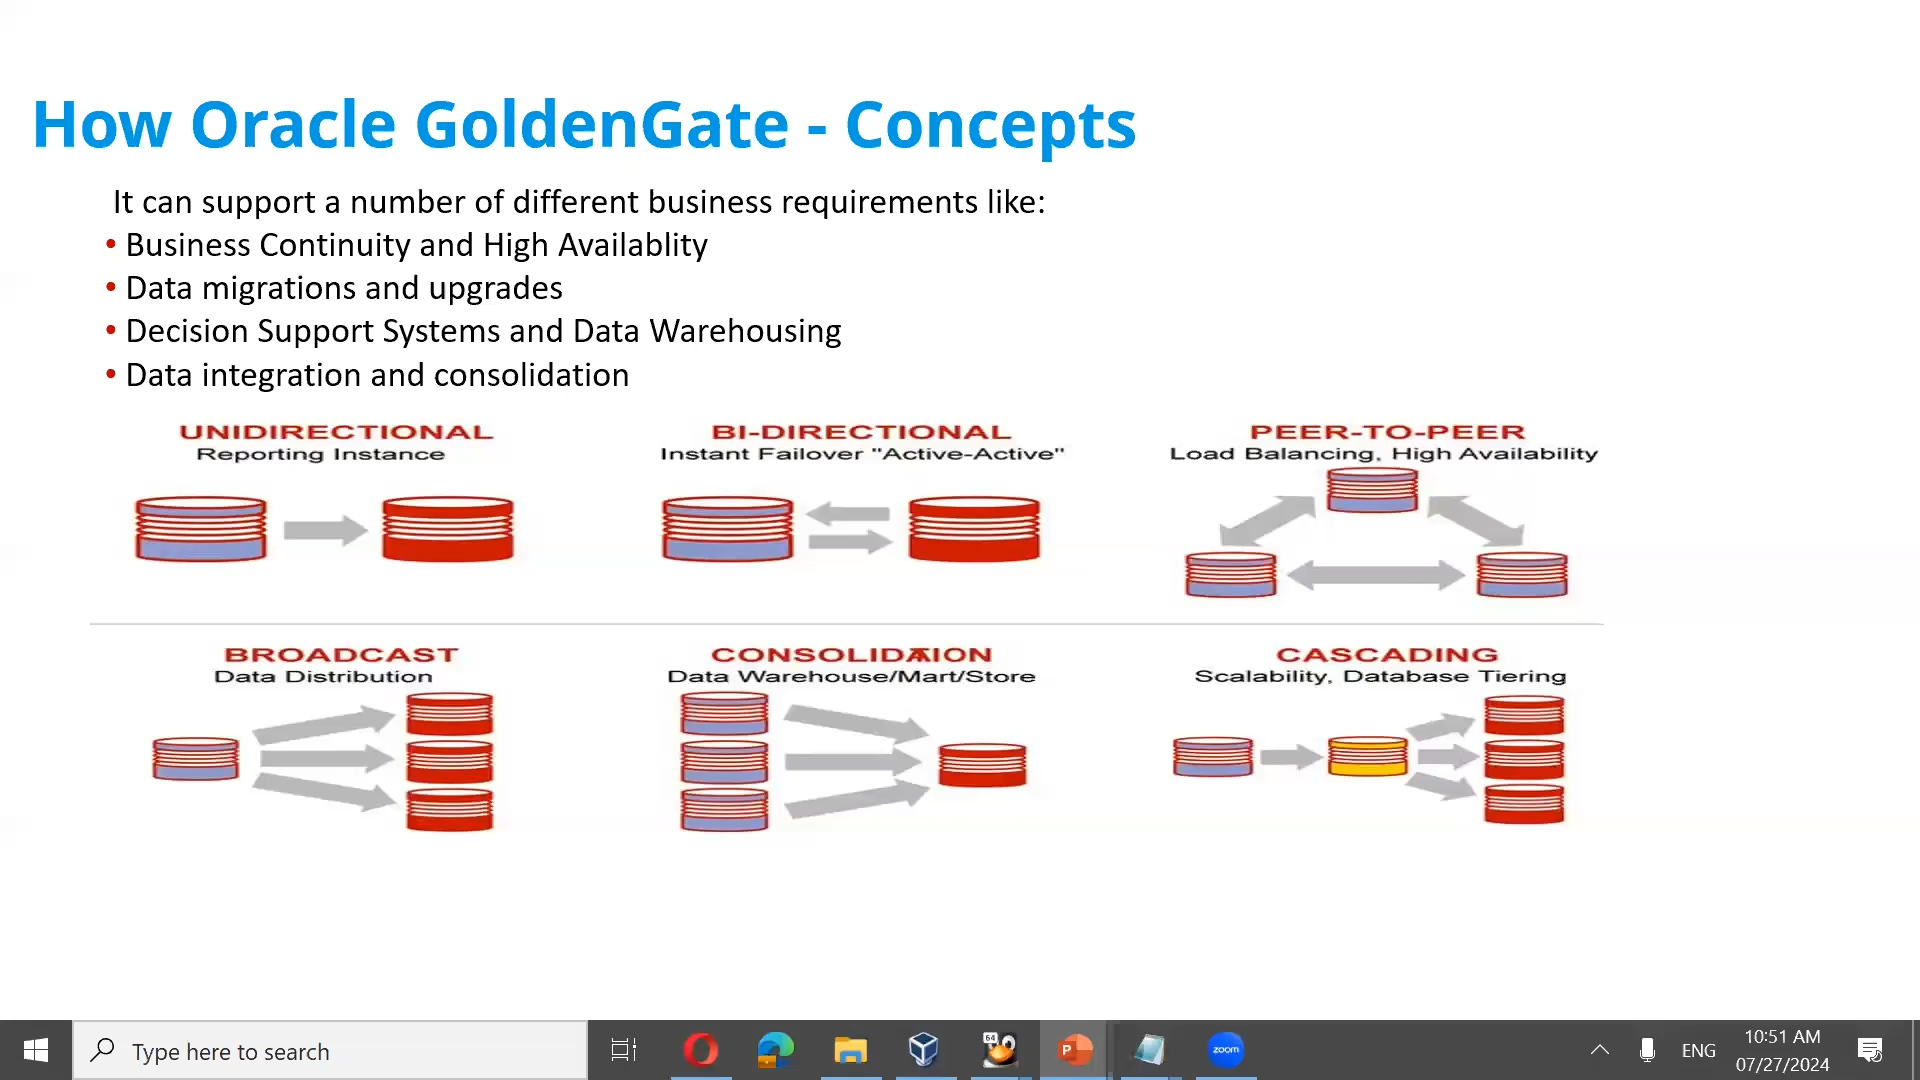 How Oracle GoldenGate - Concepts
It can support a number of different business requirements like:
• Business Continuity and High Availablity
• Data migrations and upgrades
• Decision Support Systems and Data Warehousing
• Data integration and consolidation
UNIDIRECTIONAL
Reporting Instance
BI-DIRECTIONAL
Instant Failover "Active-Active"
PEER-TO-PEER
Load Balancing, High Availability
BROADCAST
Data Distribution
CONSOLIDATION
Data Warehouse/Mart/Store
CASCADING
Scalability, Database Tiering
Type here to search
64
P
zoom
ENG
10:51 AM
07/27/2024